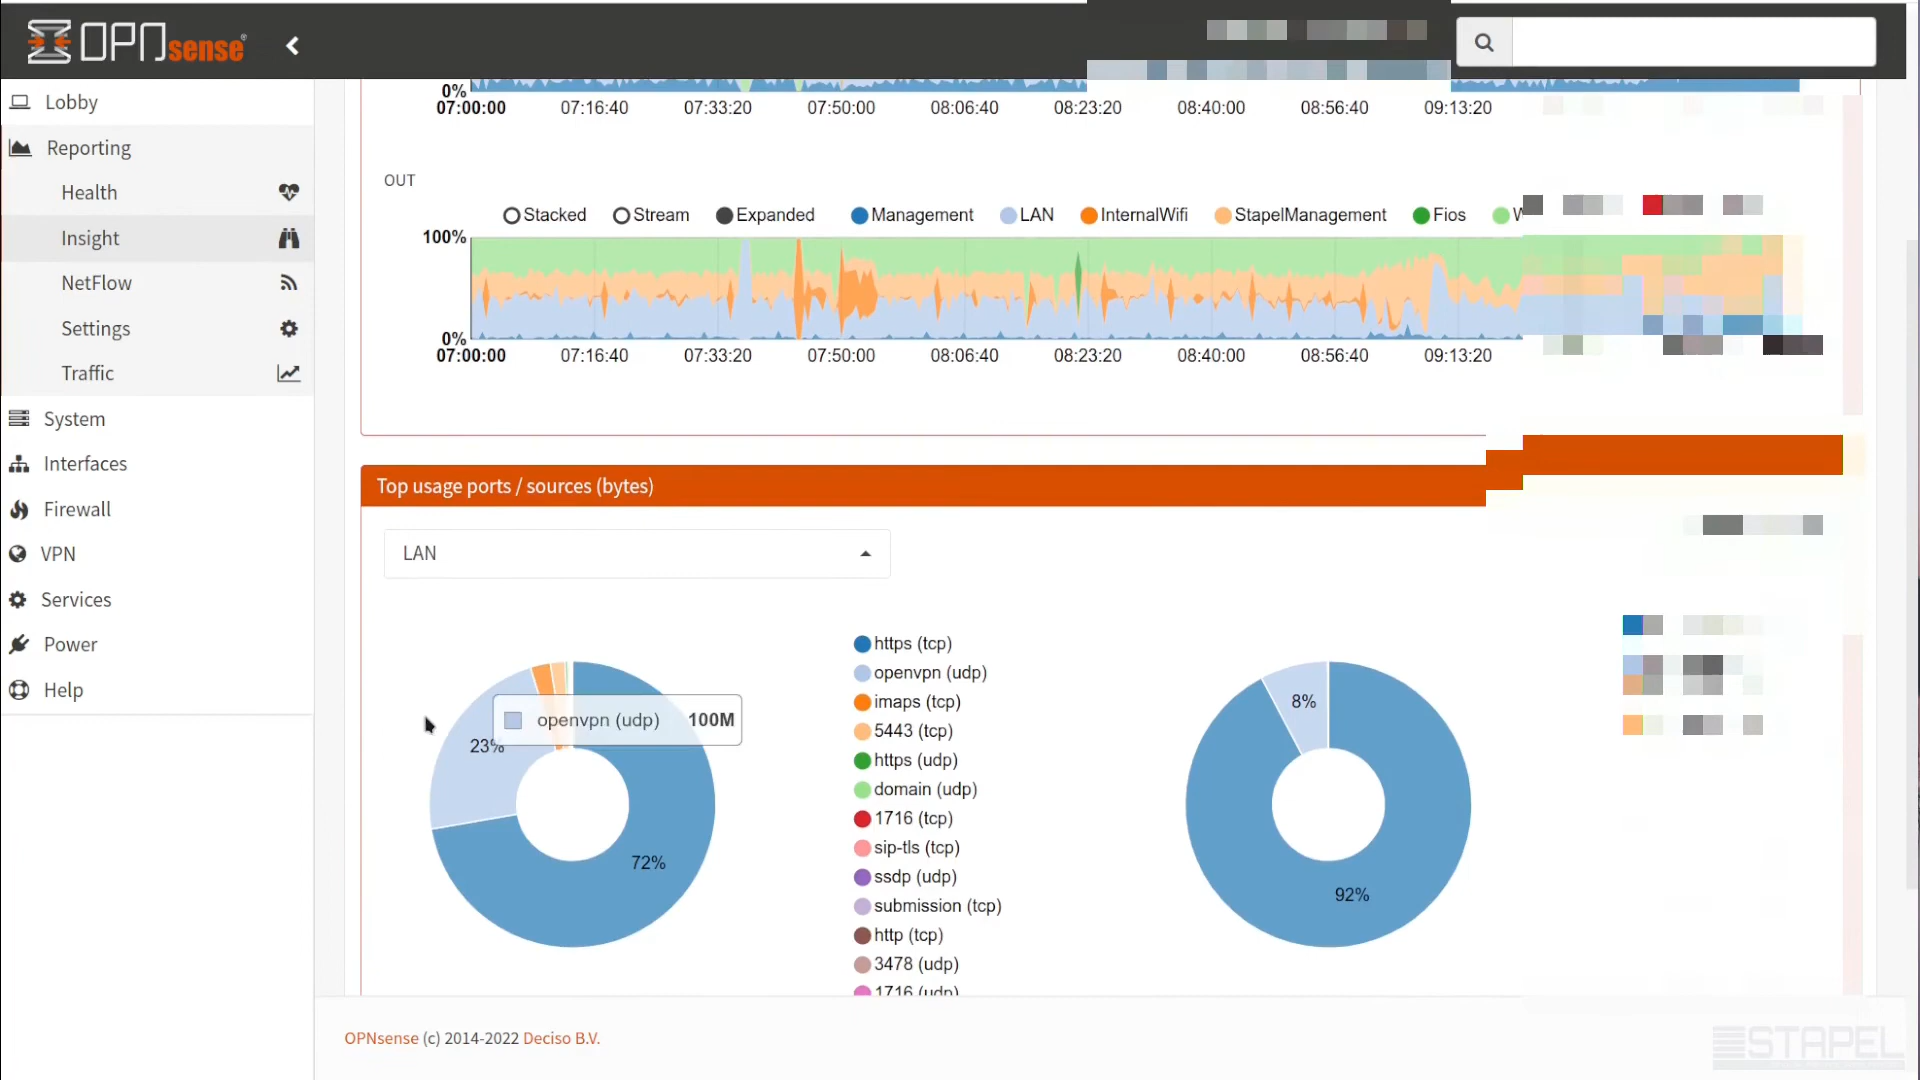 OPNsense
Lobby
Reporting
Health
Insight
NetFlow
Settings
Traffic
System
Interfaces
Firewall
VPN
Services
Power
Help
0%
07:00:00 07:16:40 07:33:20 07:50:00 08:06:40 08:23:20 08:40:00 08:56:40 09:13:20
OUT
Stacked Stream Expanded Management LAN InternalWifi StapelManagement Fios
100%
0%
07:00:00 07:16:40 07:33:20 07:50:00 08:06:40 08:23:20 08:40:00 08:56:40 09:13:20
Top usage ports / sources (bytes)
LAN
openvpn (udp) 100M
23%
72%
https (tcp)
openvpn (udp)
imaps (tcp)
5443 (tcp)
https (udp)
domain (udp)
1716 (tcp)
sip-tls (tcp)
ssdp (udp)
submission (tcp)
http (tcp)
3478 (udp)
1716 (udp)
8%
92%
OPNsense (c) 2014-2022 Deciso B.V.
STAPEL